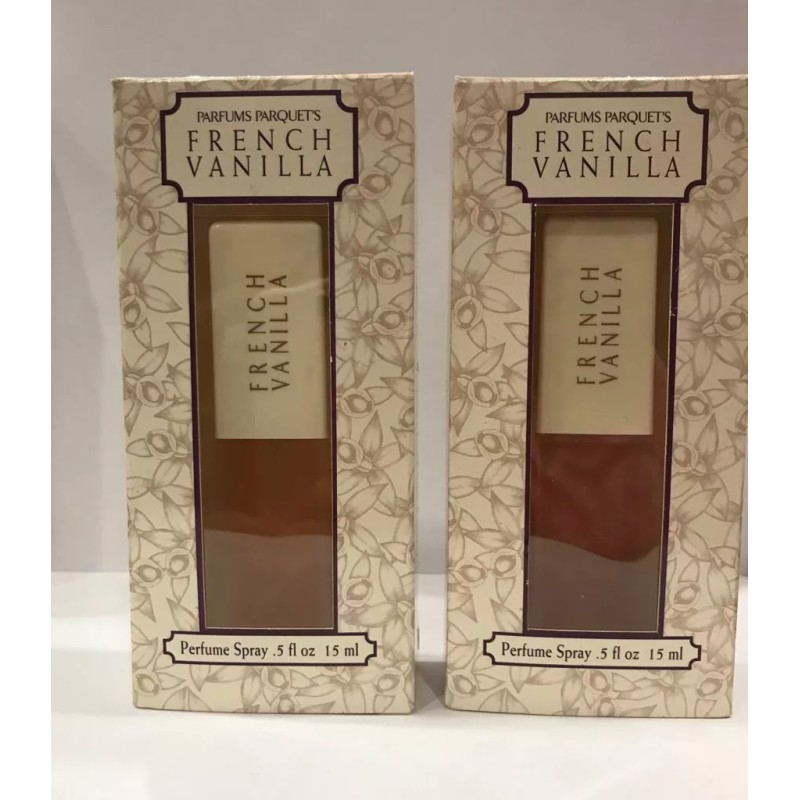 PARFUMS PARQUET'S
FRENCH
VANILLA
FRENCH
VANILLA
Perfume Spray .5 fl oz 15 ml
PARFUMS PARQUET'S
FRENCH
VANILLA
FRENCH
VANILLA
Perfume Spray .5 fl oz 15 ml